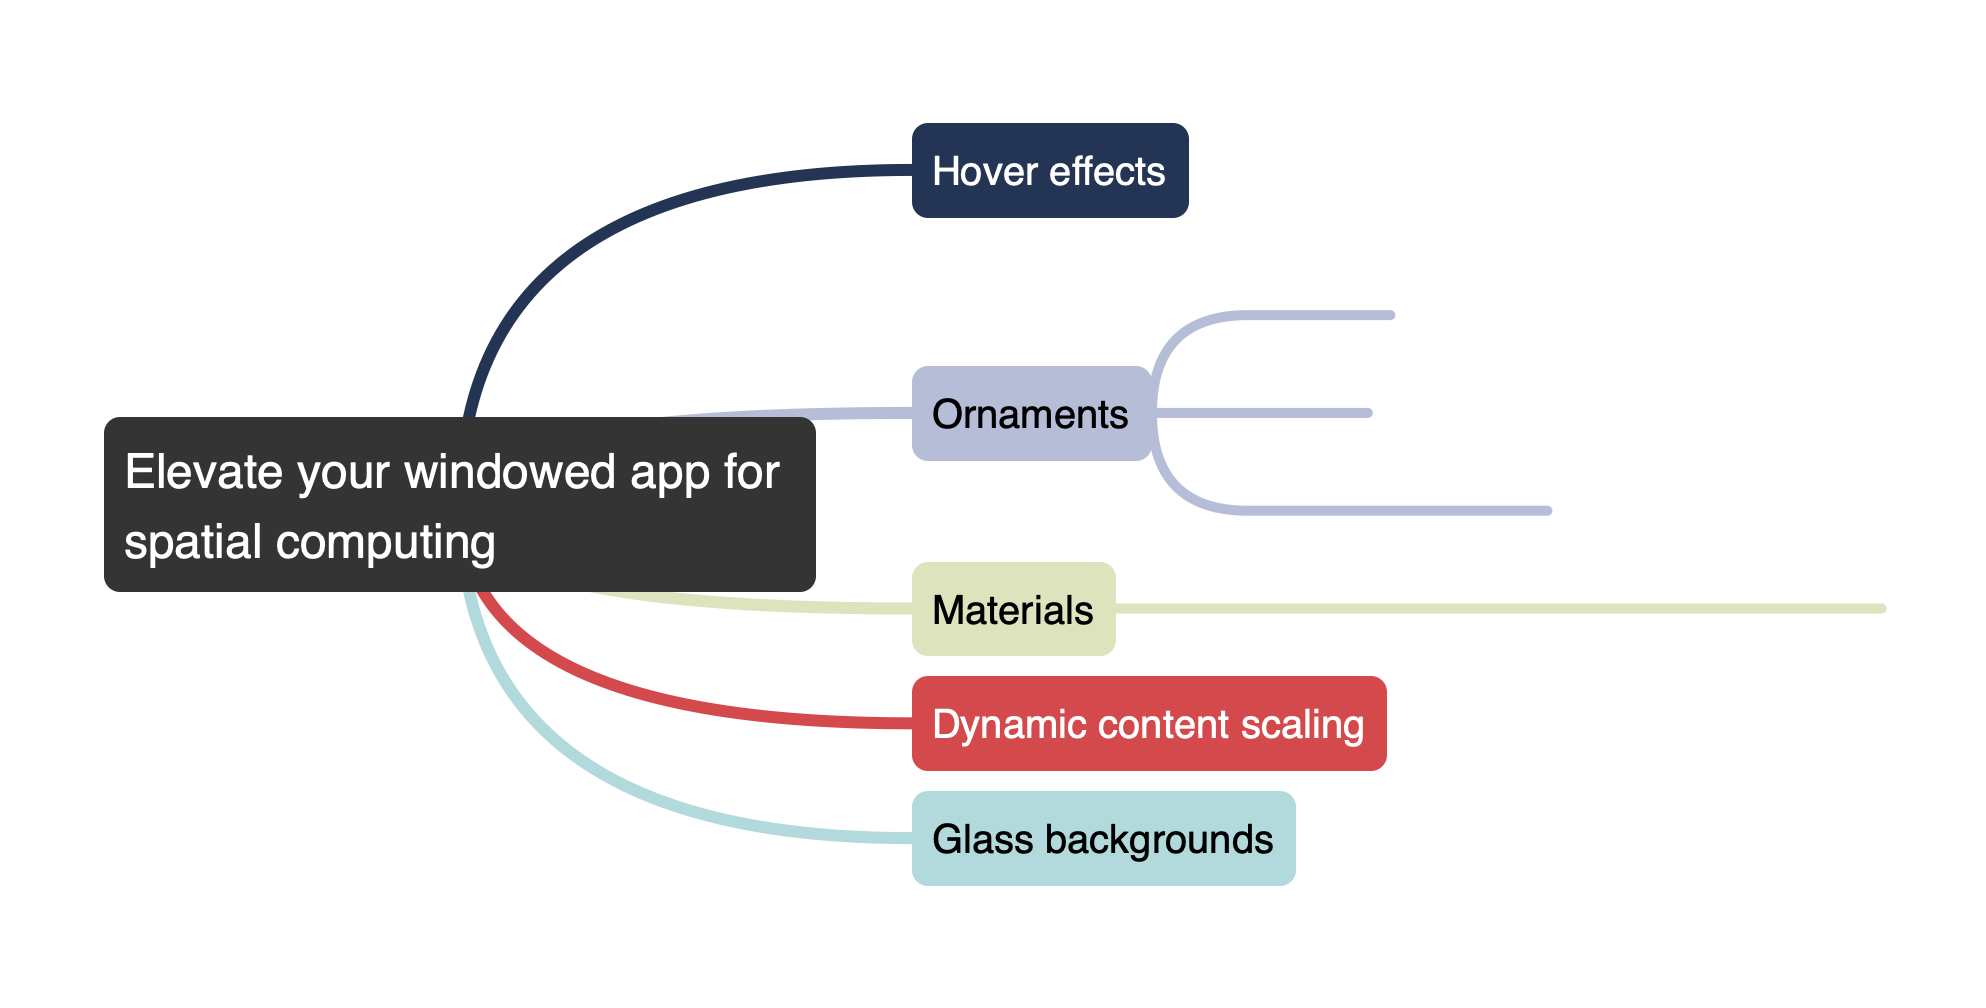 Hover effects
Ornaments
Elevate your windowed app for
spatial computing
Materials
Dynamic content scaling
Glass backgrounds